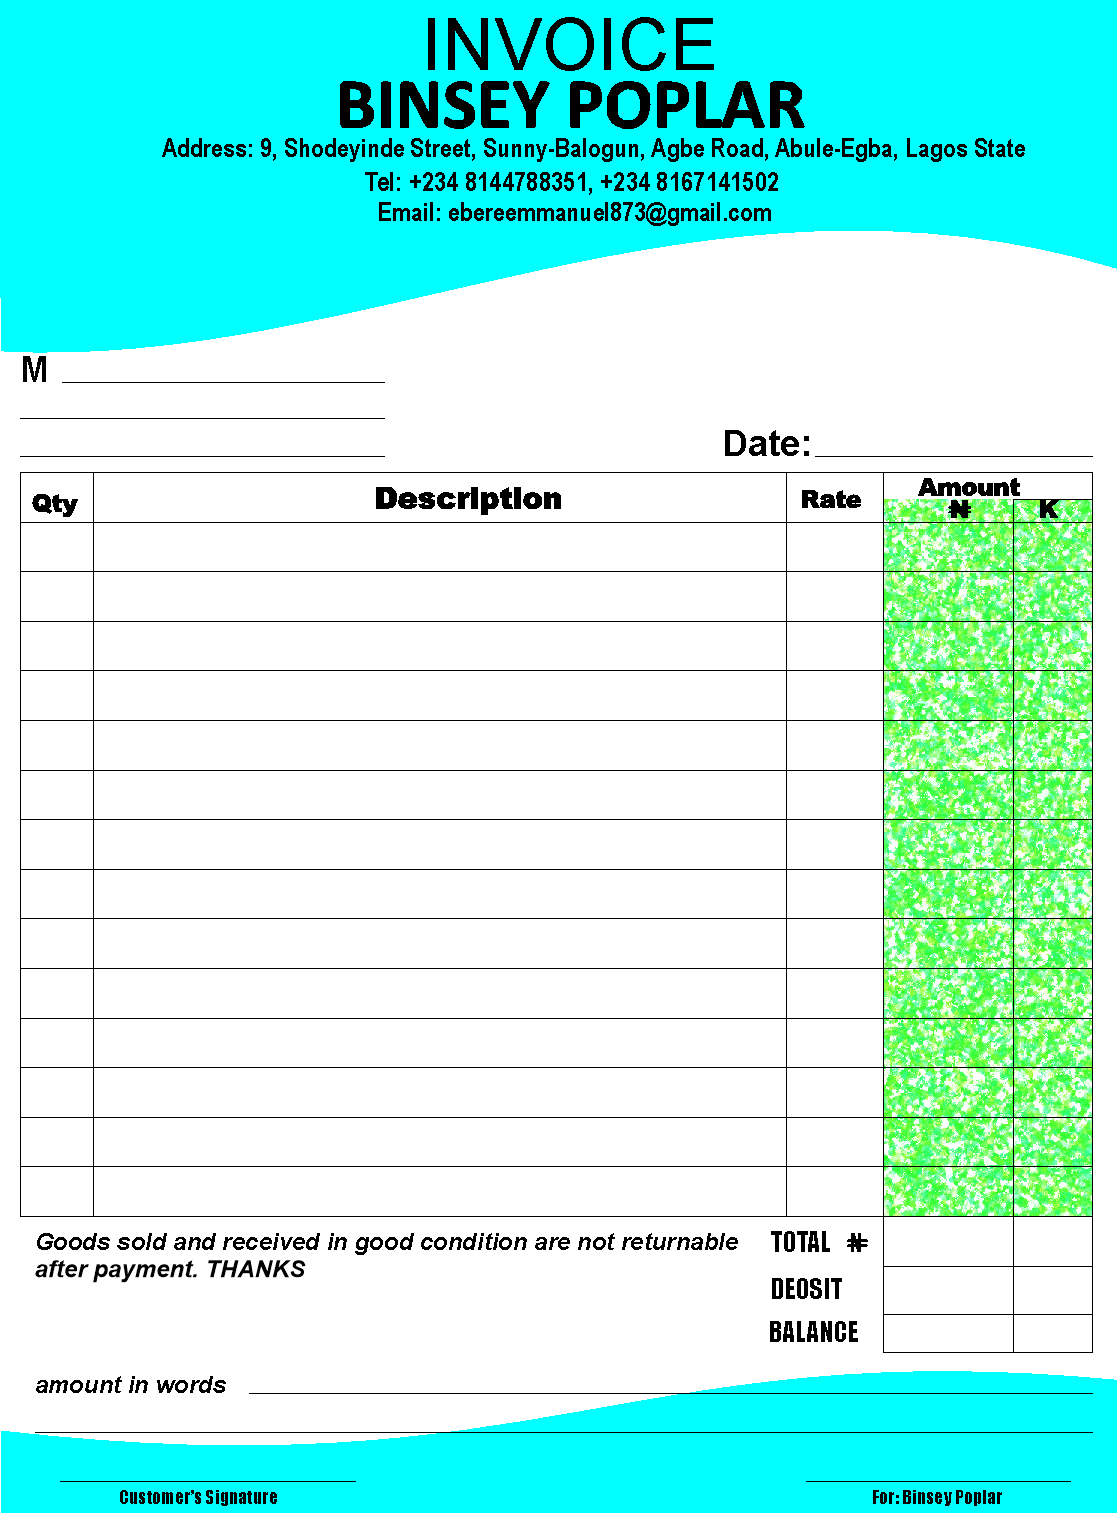 INVOICE
BINSEY POPLAR
Address: 9, Shodeyinde Street, Sunny-Balogun, Agbe Road, Abule-Egba, Lagos State
Tel: +234 8144788351, +234 8167141502
Email: ebereemmanuel873@gmail.com
M
Date:
Qty Description Rate Amount
₦ K
Goods sold and received in good condition are not returnable
after payment. THANKS
TOTAL ₦
DEOSIT
BALANCE
amount in words
Customer's Signature
For: Binsey Poplar